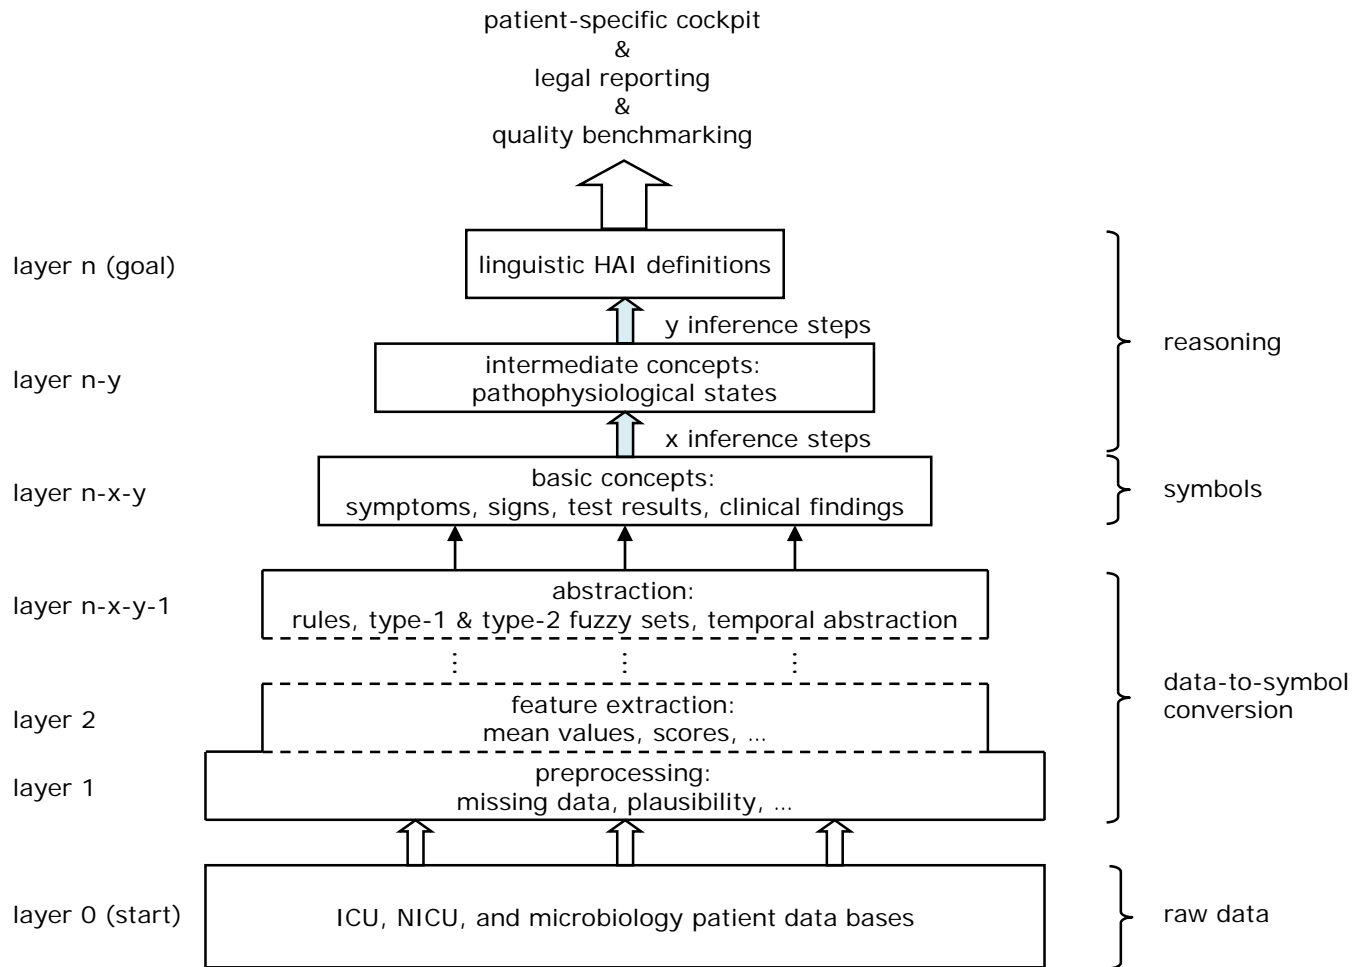 patient-specific cockpit
&
legal reporting
&
quality benchmarking
layer n (goal)
linguistic HAI definitions
y inference steps
reasoning
layer n-y
intermediate concepts:
pathophysiological states
x inference steps
layer n-x-y
basic concepts:
symptoms, signs, test results, clinical findings
symbols
layer n-x-y-1
abstraction:
rules, type-1 & type-2 fuzzy sets, temporal abstraction
data-to-symbol
conversion
layer 2
feature extraction:
mean values, scores, ...
layer 1
preprocessing:
missing data, plausibility, ...
layer 0 (start)
ICU, NICU, and microbiology patient data bases
raw data